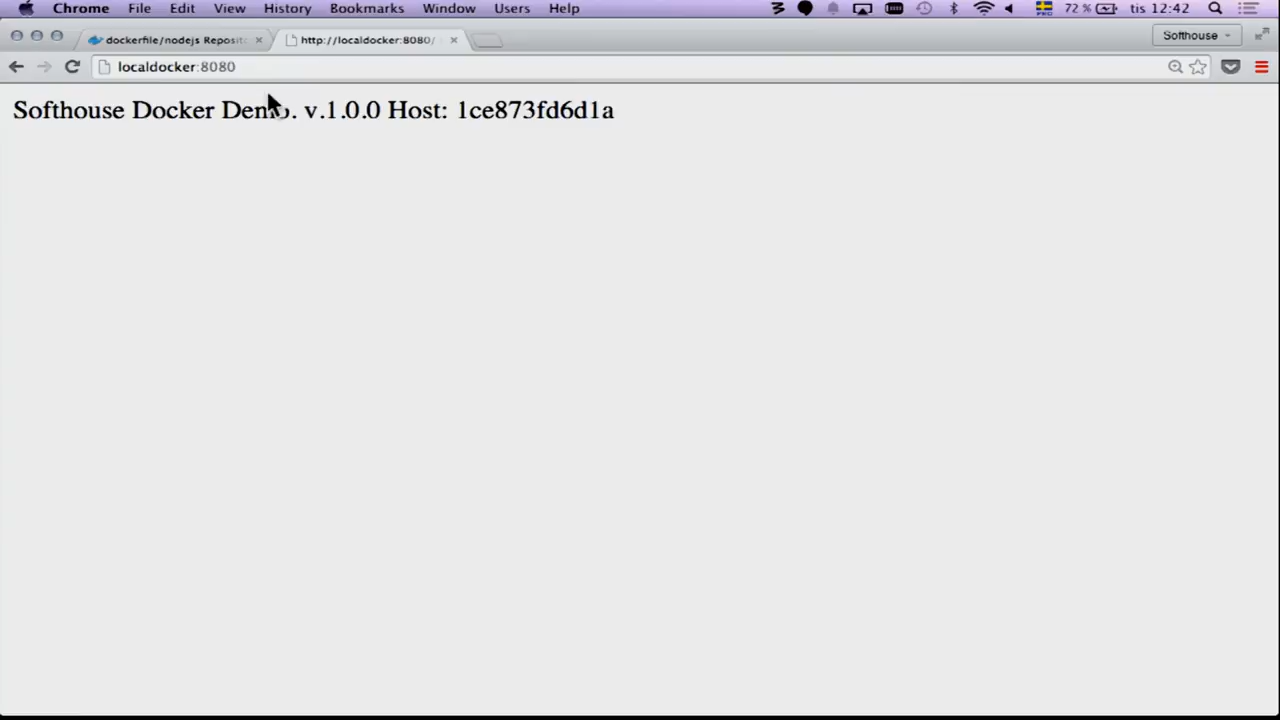 Chrome File Edit View History Bookmarks Window Users Help 72 % tis 12:42
dockerfile/nodejs Reposito http://localdocker:8080/ Softhouse
localdocker:8080
Softhouse Docker Demo. v.1.0.0 Host: 1ce873fd6d1a